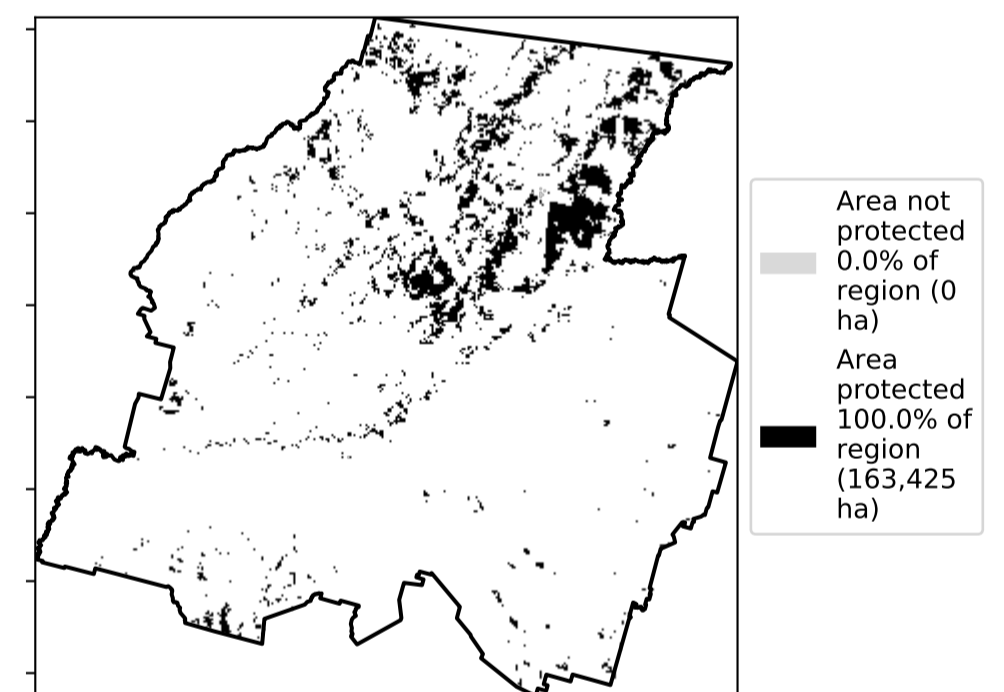 Area not
protected
0.0% of
region (0
ha)
Area
protected
100.0% of
region
(163,425
ha)